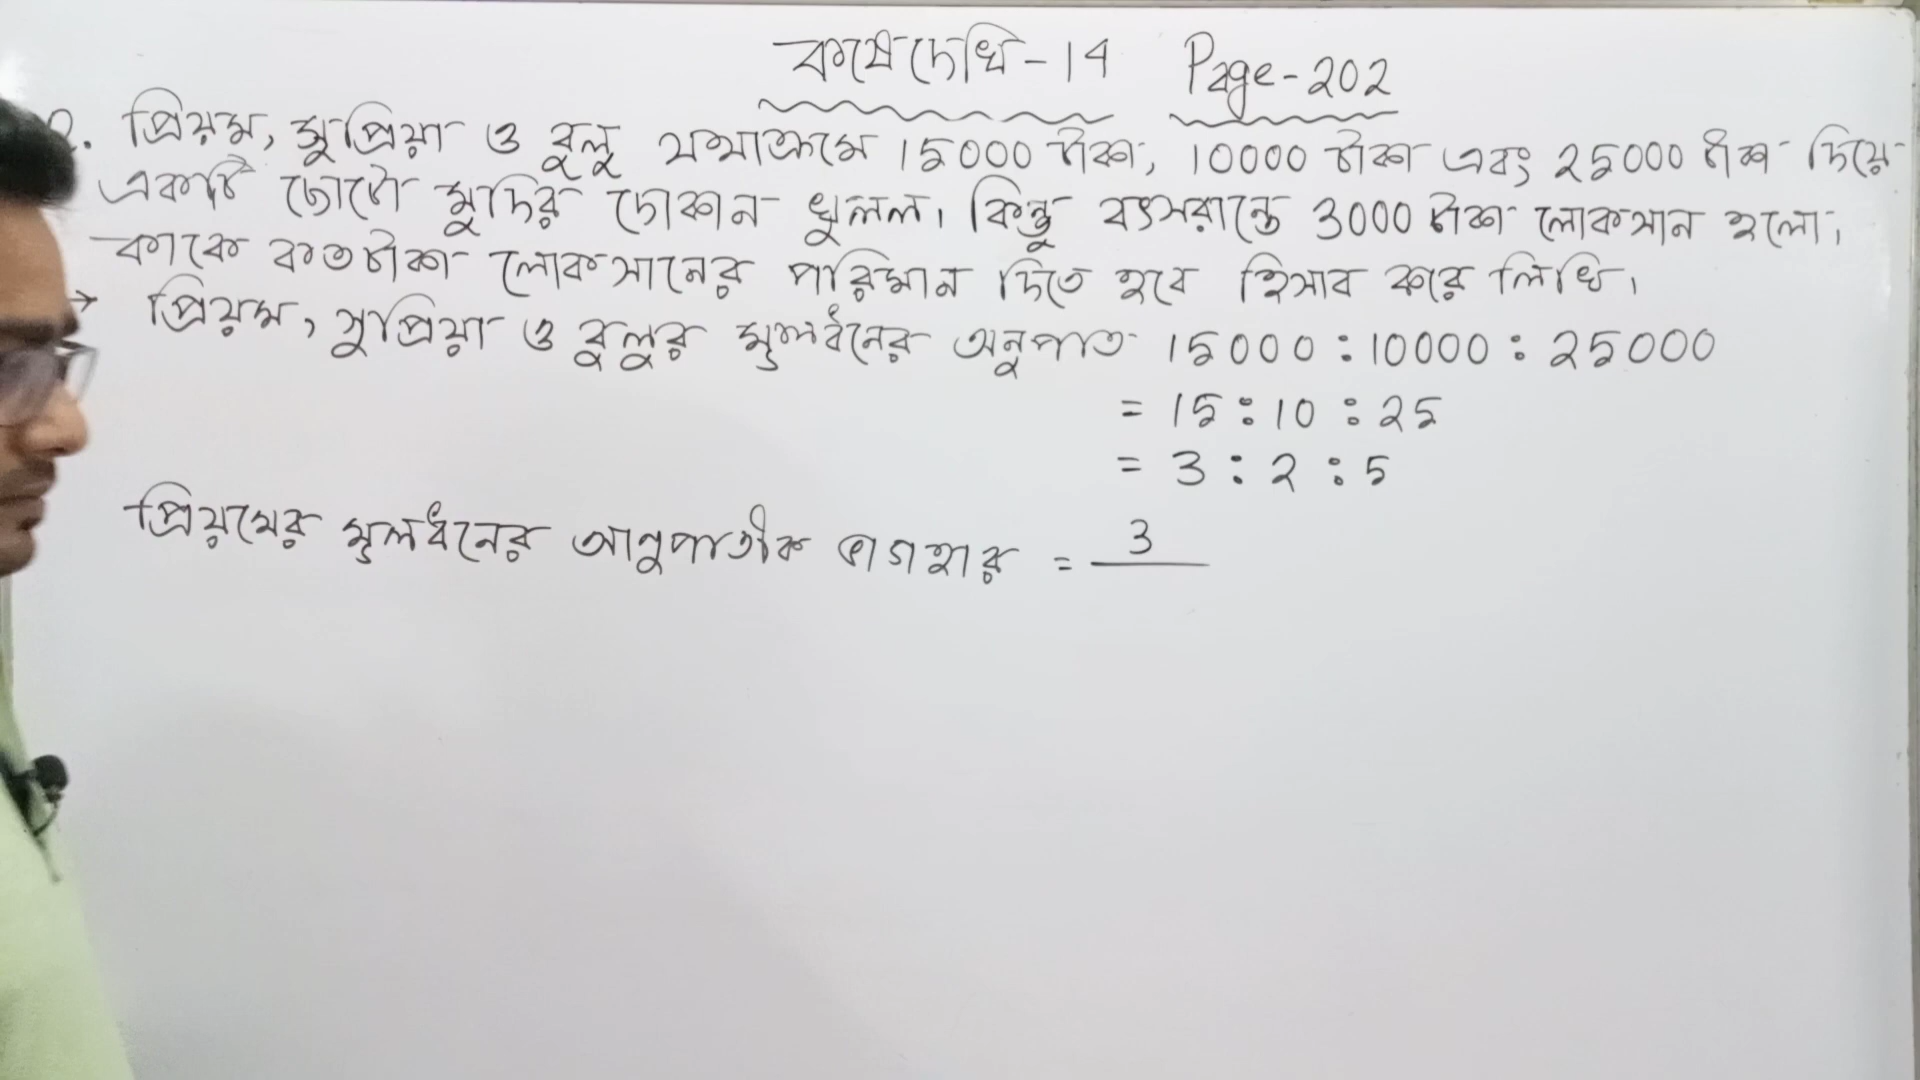 কষে দেখি - 14 Page - 202
2. প্রিয়ম, সুপ্রিয়া ও বুলু যথাক্রমে 15000 টাকা, 10000 টাকা এবং 25000 টাকা দিয়ে
একটি ছোটো মুদির দোকান খুলল। কিন্তু বৎসরান্তে 3000 টাকা লোকসান হলো।
কাকে কত টাকা লোকসানের পরিমান দিতে হবে হিসাব করে লিখি।
→ প্রিয়ম, সুপ্রিয়া ও বুলুর মূলধনের অনুপাত 15000 : 10000 : 25000
= 15 : 10 : 25
= 3 : 2 : 5
প্রিয়মের মূলধনের আনুপাতীক ভাগহার = 3